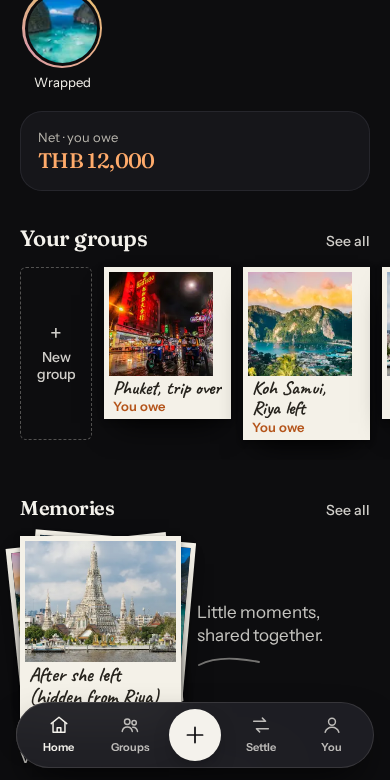 Wrapped
Net · you owe
THB 12,000
Your groups
See all
+
New
group
Phuket, trip over
You owe
Koh Samui,
Riya left
You owe
Memories
See all
Little moments,
shared together.
After she left
(hidden from Riya)
Home
Groups
+
Settle
You